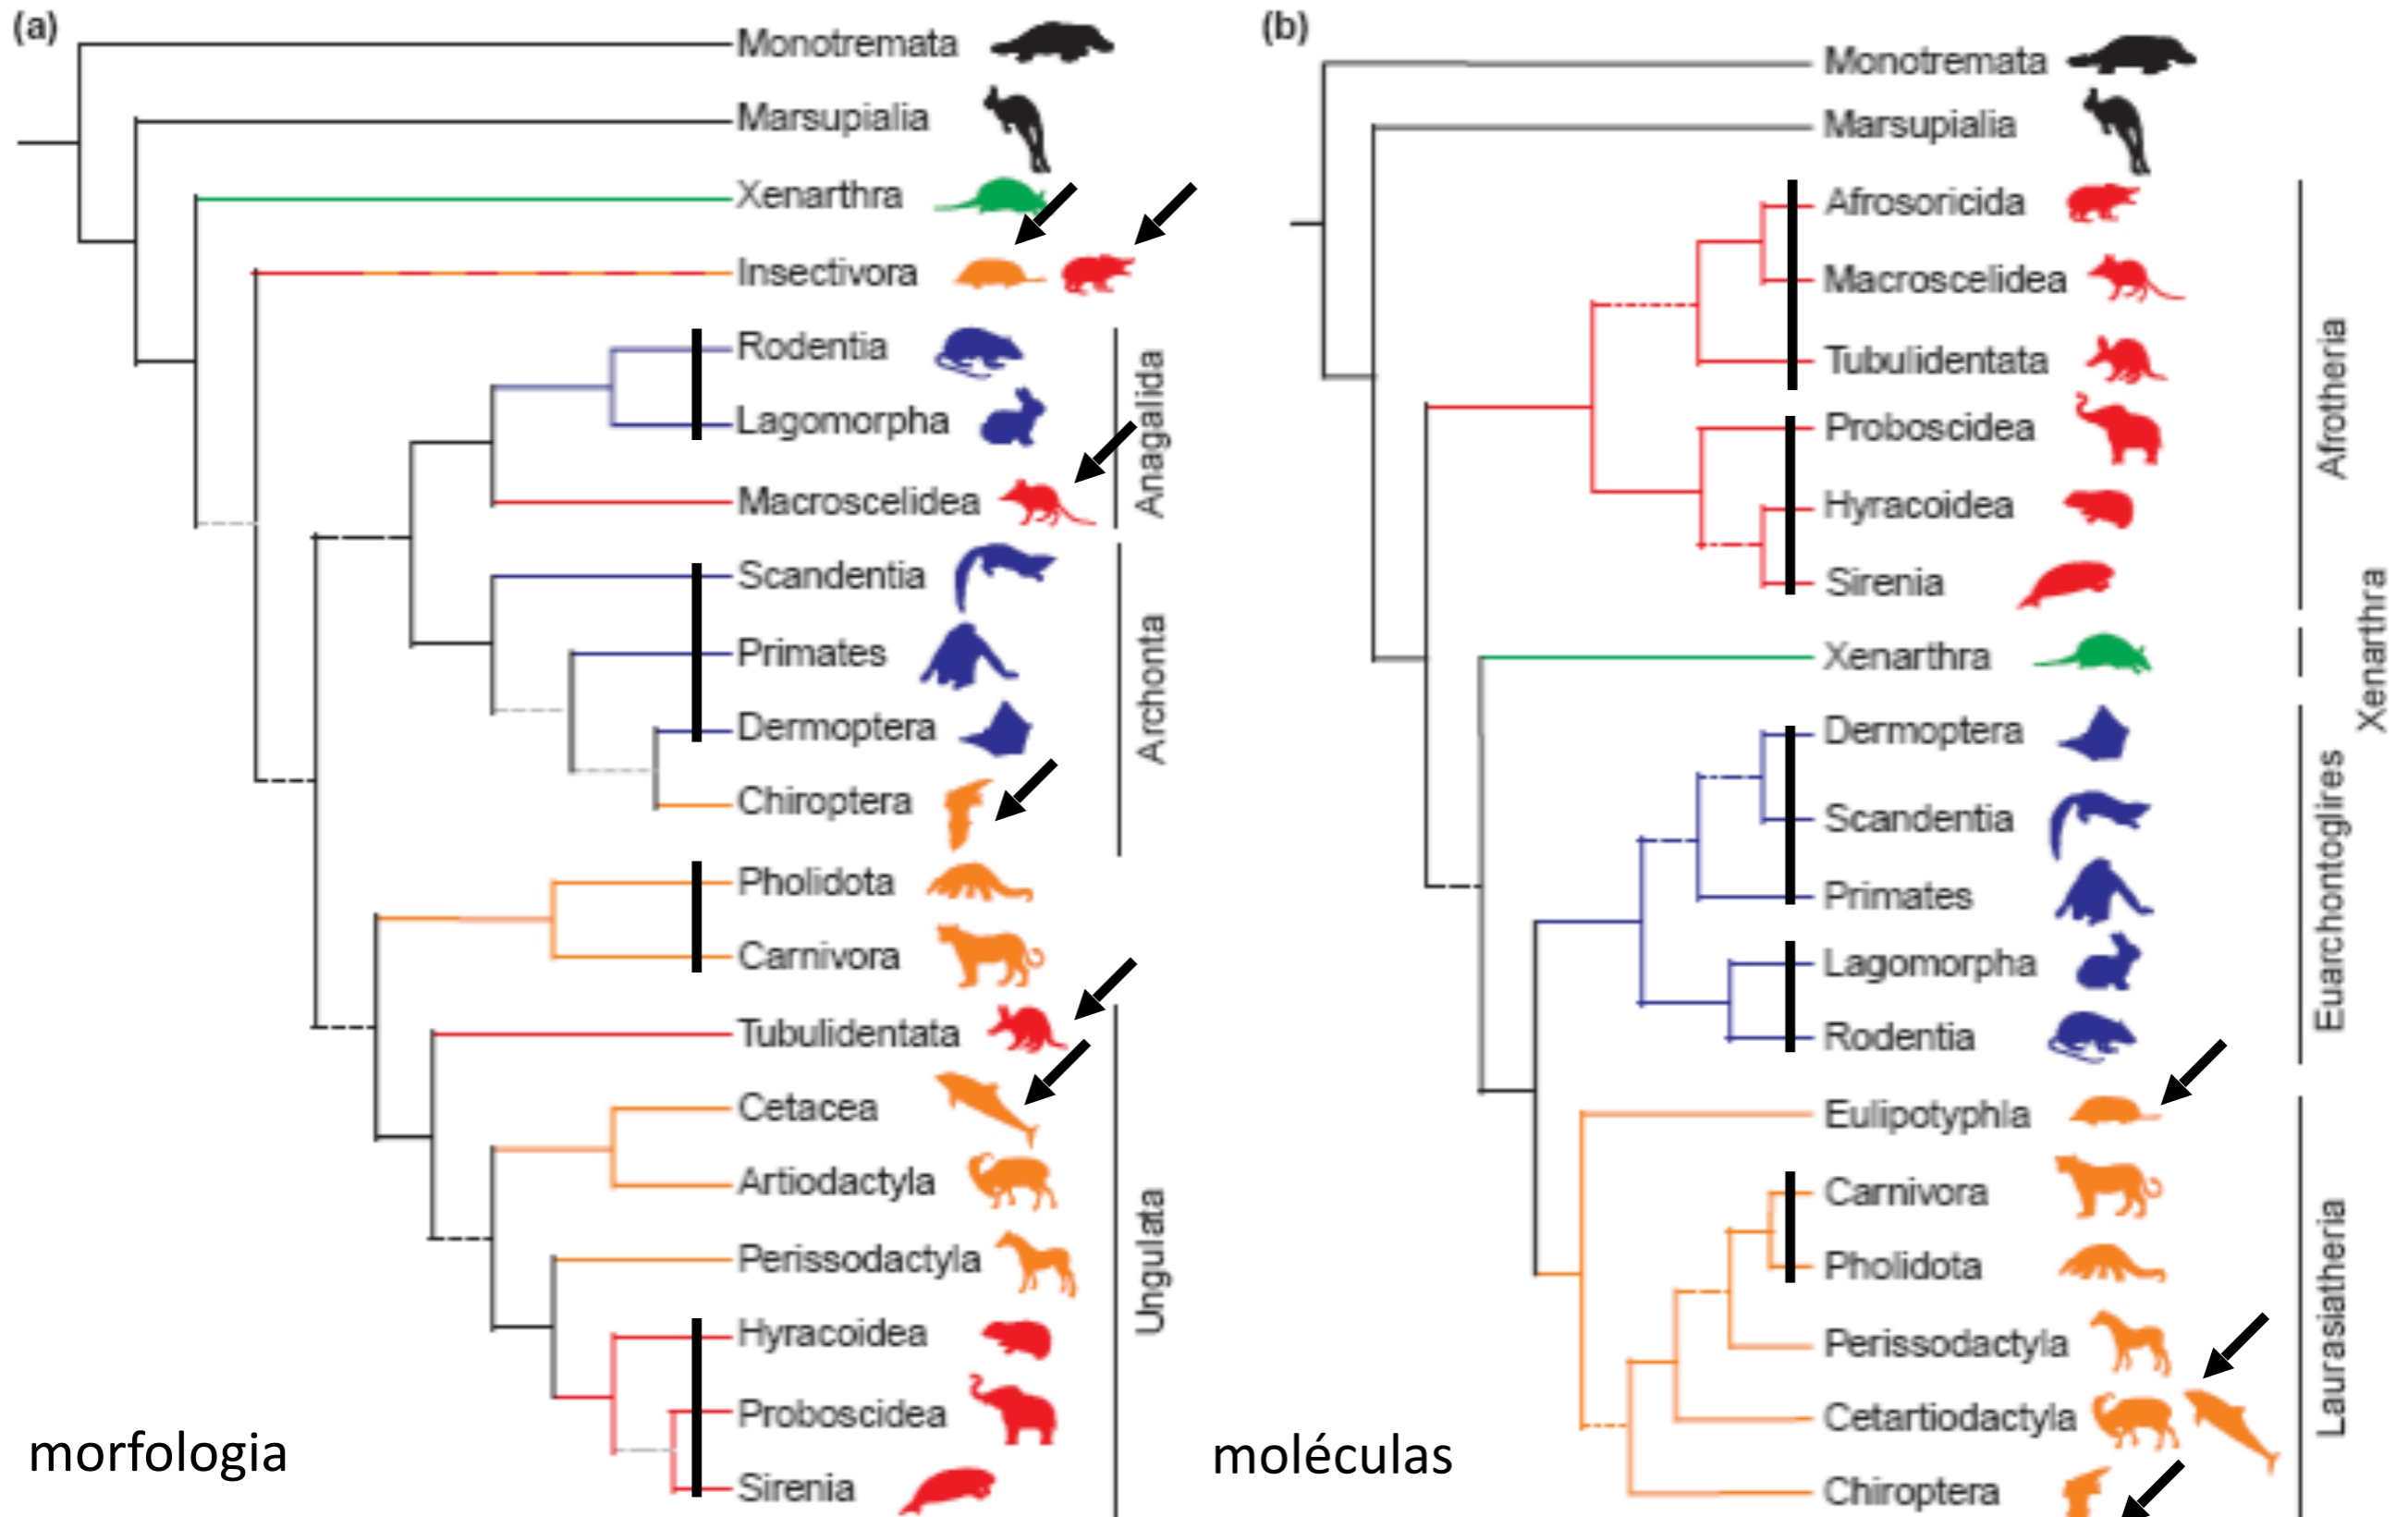 (a)
Monotremata
Marsupialia
Xenarthra
Insectivora
Rodentia
Lagomorpha
Macroscelidea
Anagalida
Scandentia
Primates
Dermoptera
Chiroptera
Archonta
Pholidota
Carnivora
Tubulidentata
Cetacea
Artiodactyla
Perissodactyla
Hyracoidea
Proboscidea
Sirenia
Ungulata
morfologia
(b)
Monotremata
Marsupialia
Afrosoricida
Macroscelidea
Tubulidentata
Proboscidea
Hyracoidea
Sirenia
Afrotheria
Xenarthra
Xenarthra
Dermoptera
Scandentia
Primates
Lagomorpha
Rodentia
Euarchontoglires
Eulipotyphla
Carnivora
Pholidota
Perissodactyla
Cetartiodactyla
Chiroptera
Laurasiatheria
moléculas